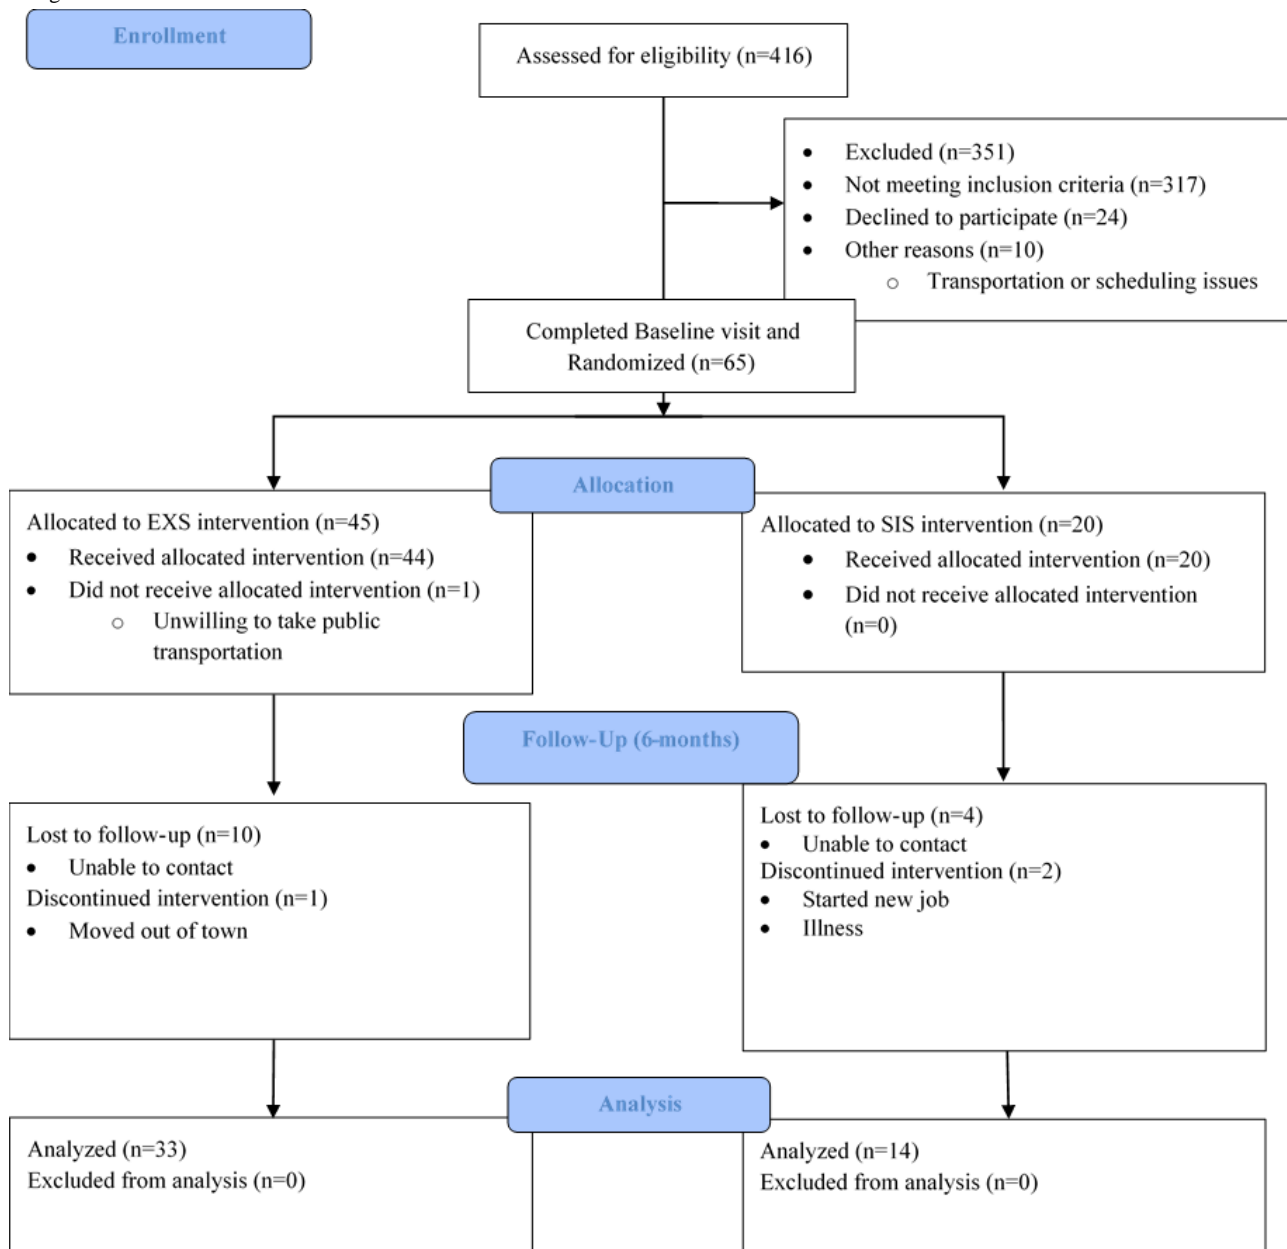 Enrollment
Assessed for eligibility (n=416)
• Excluded (n=351)
• Not meeting inclusion criteria (n=317)
• Declined to participate (n=24)
• Other reasons (n=10)
o Transportation or scheduling issues
Completed Baseline visit and
Randomized (n=65)
Allocation
Allocated to EXS intervention (n=45)
• Received allocated intervention (n=44)
• Did not receive allocated intervention (n=1)
o Unwilling to take public
transportation
Allocated to SIS intervention (n=20)
• Received allocated intervention (n=20)
• Did not receive allocated intervention
(n=0)
Follow-Up (6-months)
Lost to follow-up (n=10)
• Unable to contact
Discontinued intervention (n=1)
• Moved out of town
Lost to follow-up (n=4)
• Unable to contact
Discontinued intervention (n=2)
• Started new job
• Illness
Analysis
Analyzed (n=33)
Excluded from analysis (n=0)
Analyzed (n=14)
Excluded from analysis (n=0)